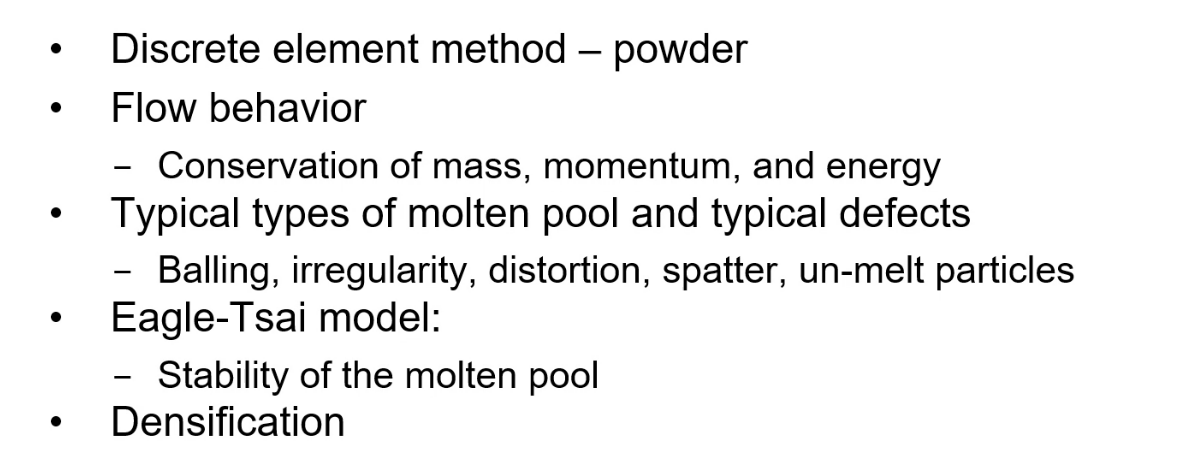 • Discrete element method – powder
• Flow behavior
– Conservation of mass, momentum, and energy
• Typical types of molten pool and typical defects
– Balling, irregularity, distortion, spatter, un-melt particles
• Eagle-Tsai model:
– Stability of the molten pool
• Densification